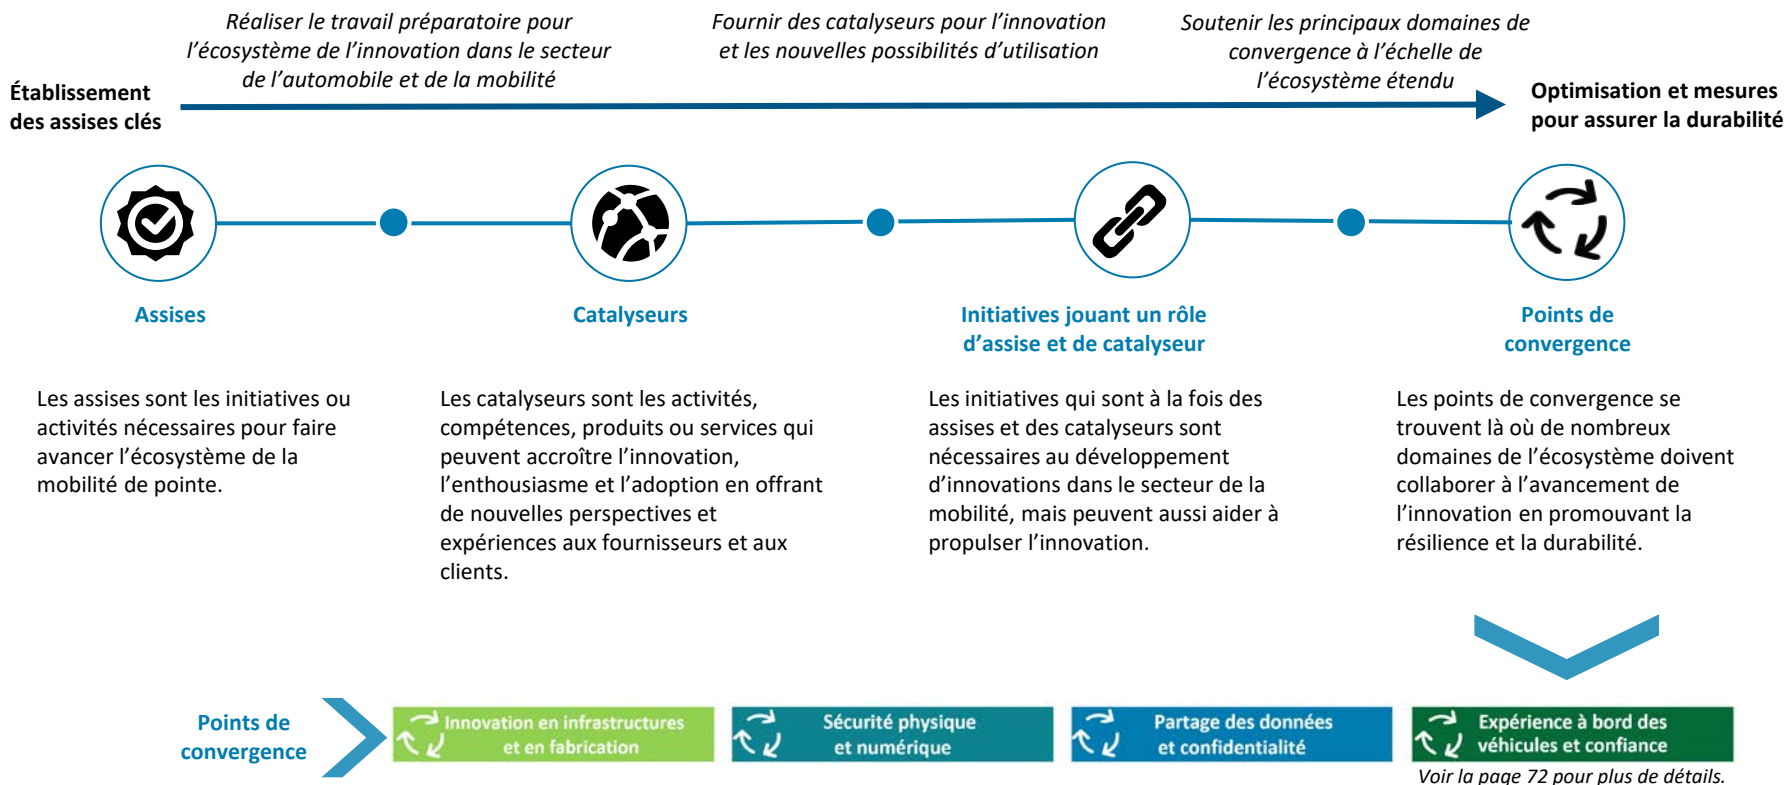 Réaliser le travail préparatoire pour
l’écosystème de l’innovation dans le secteur
de l’automobile et de la mobilité
Fournir des catalyseurs pour l’innovation
et les nouvelles possibilités d’utilisation
Soutenir les principaux domaines de
convergence à l’échelle de
l’écosystème étendu
Établissement
des assises clés
Optimisation et mesures
pour assurer la durabilité
Assises
Les assises sont les initiatives ou
activités nécessaires pour faire
avancer l’écosystème de la
mobilité de pointe.
Catalyseurs
Les catalyseurs sont les activités,
compétences, produits ou services qui
peuvent accroître l’innovation,
l’enthousiasme et l’adoption en offrant
de nouvelles perspectives et
expériences aux fournisseurs et aux
clients.
Initiatives jouant un rôle
d’assise et de catalyseur
Les initiatives qui sont à la fois des
assises et des catalyseurs sont
nécessaires au développement
d’innovations dans le secteur de la
mobilité, mais peuvent aussi aider à
propulser l’innovation.
Points de
convergence
Les points de convergence se
trouvent là où de nombreux
domaines de l’écosystème doivent
collaborer à l’avancement de
l’innovation en promouvant la
résilience et la durabilité.
Points de
convergence
Innovation en infrastructures
et en fabrication
Sécurité physique
et numérique
Partage des données
et confidentialité
Expérience à bord des
véhicules et confiance
Voir la page 72 pour plus de détails.